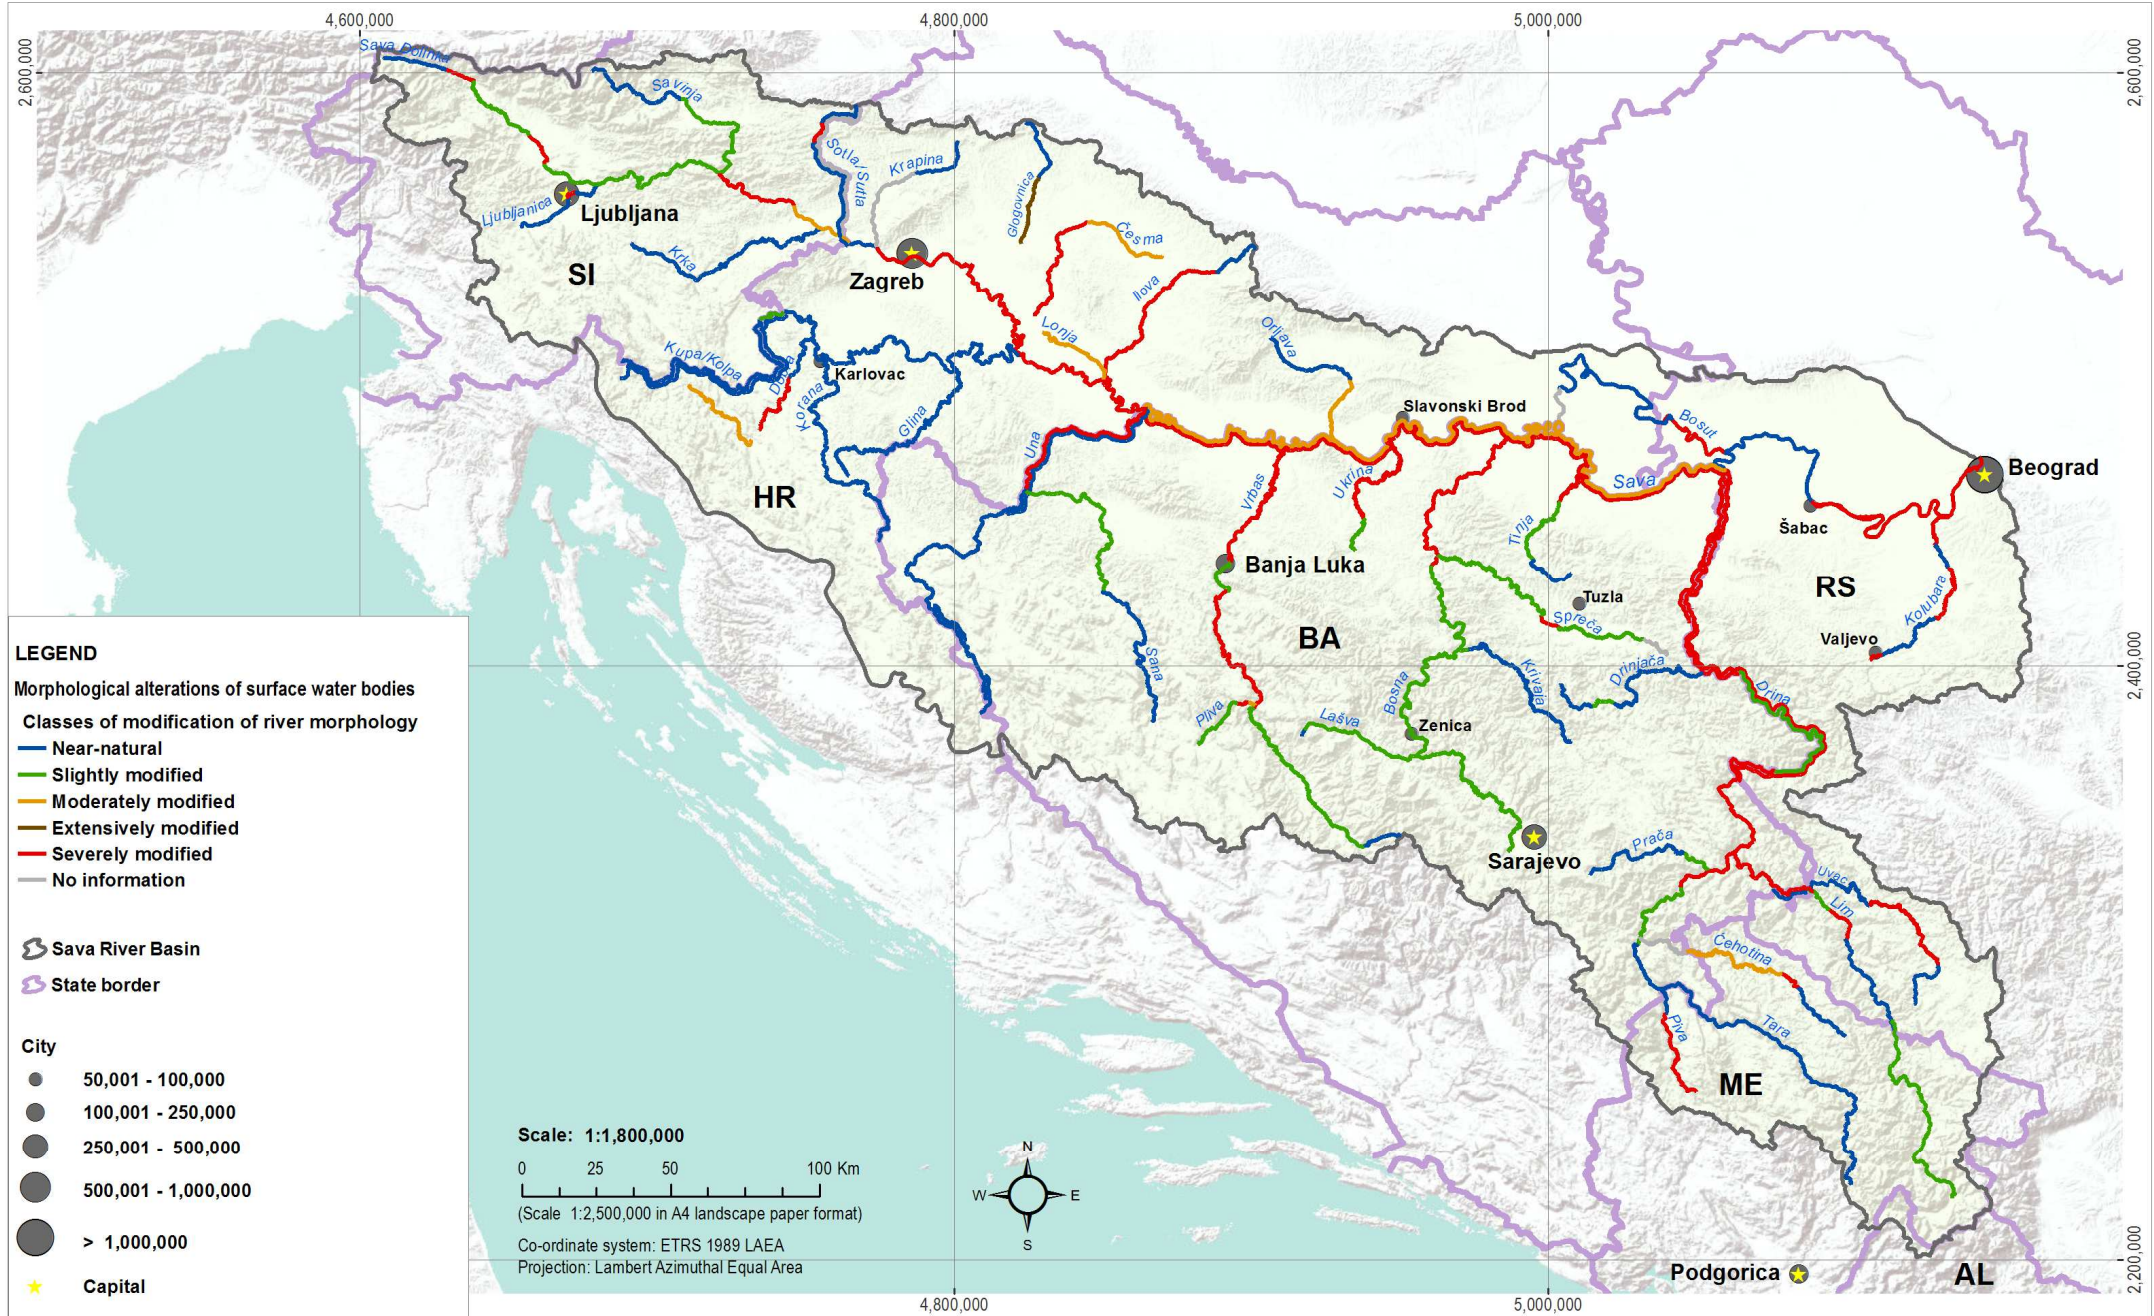 4,600,000
4,800,000
5,000,000
2,600,000
2,600,000
Sava Dolinka
Savinja
Sotla/Sutla
Krapina
Glogovnica
Ljubljanica
Ljubljana
Krka
SI
Zagreb
Česma
Ilova
Lonja
Orljava
Kupa/Kolpa
Dobra
Karlovac
Korana
Glina
Una
HR
Slavonski Brod
Bosut
Sava
Beograd
Šabac
Vrbas
Ukrina
Tinja
Banja Luka
Tuzla
RS
Kolubara
Valjevo
Spreča
BA
Sana
Krivaja
Drinjača
Drina
2,400,000
Pliva
Lašva
Bosna
Zenica
Sarajevo
Prača
Uvac
Lim
Ćehotina
Piva
Tara
ME
Podgorica
AL
2,200,000
LEGEND
Morphological alterations of surface water bodies
Classes of modification of river morphology
Near-natural
Slightly modified
Moderately modified
Extensively modified
Severely modified
No information
Sava River Basin
State border
City
50,001 - 100,000
100,001 - 250,000
250,001 - 500,000
500,001 - 1,000,000
> 1,000,000
Capital
Scale: 1:1,800,000
0 25 50 100 Km
(Scale 1:2,500,000 in A4 landscape paper format)
Co-ordinate system: ETRS 1989 LAEA
Projection: Lambert Azimuthal Equal Area
N
W E
S
4,800,000
5,000,000